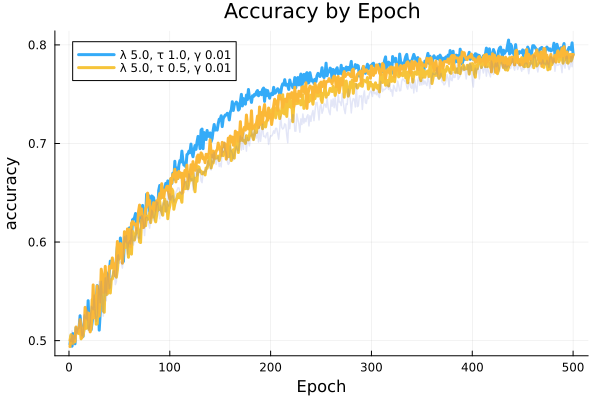 Accuracy by Epoch
λ 5.0, τ 1.0, γ 0.01
λ 5.0, τ 0.5, γ 0.01
accuracy
0.8
0.7
0.6
0.5
0 100 200 300 400 500
Epoch